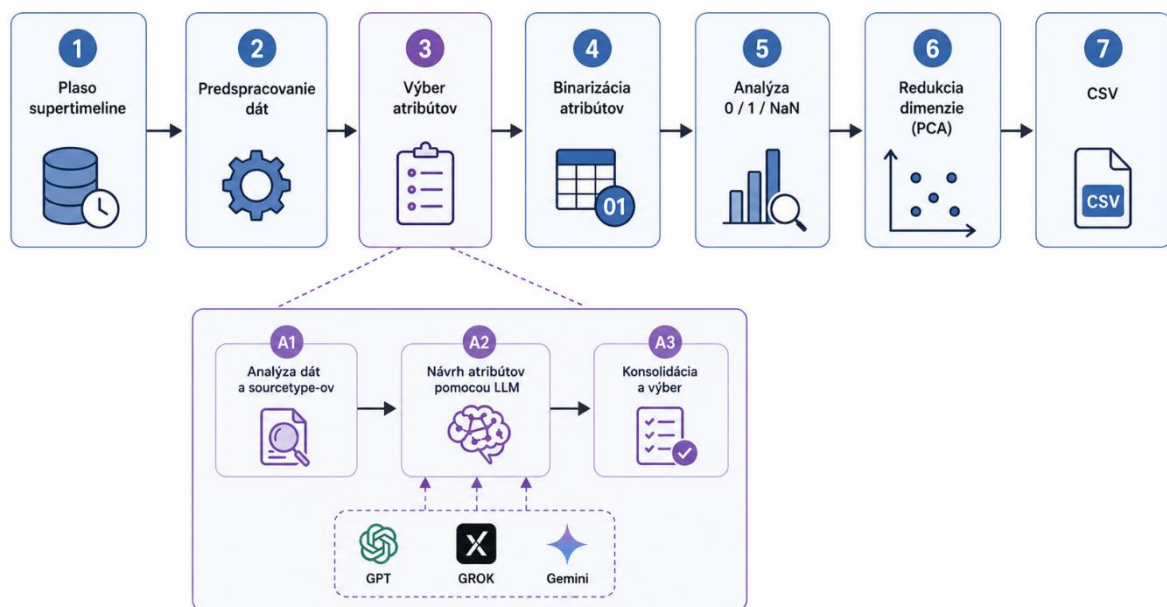 1
Plaso
supertimeline
2
Predspracovanie
dát
3
Výber
atribútov
4
Binarizácia
atribútov
01
5
Analýza
0 / 1 / NaN
6
Redukcia
dimenzie
(PCA)
7
CSV
CSV
A1
Analýza dát
a sourcetype-ov
A2
Návrh atribútov
pomocou LLM
A3
Konsolidácia
a výber
GPT
GROK
Gemini